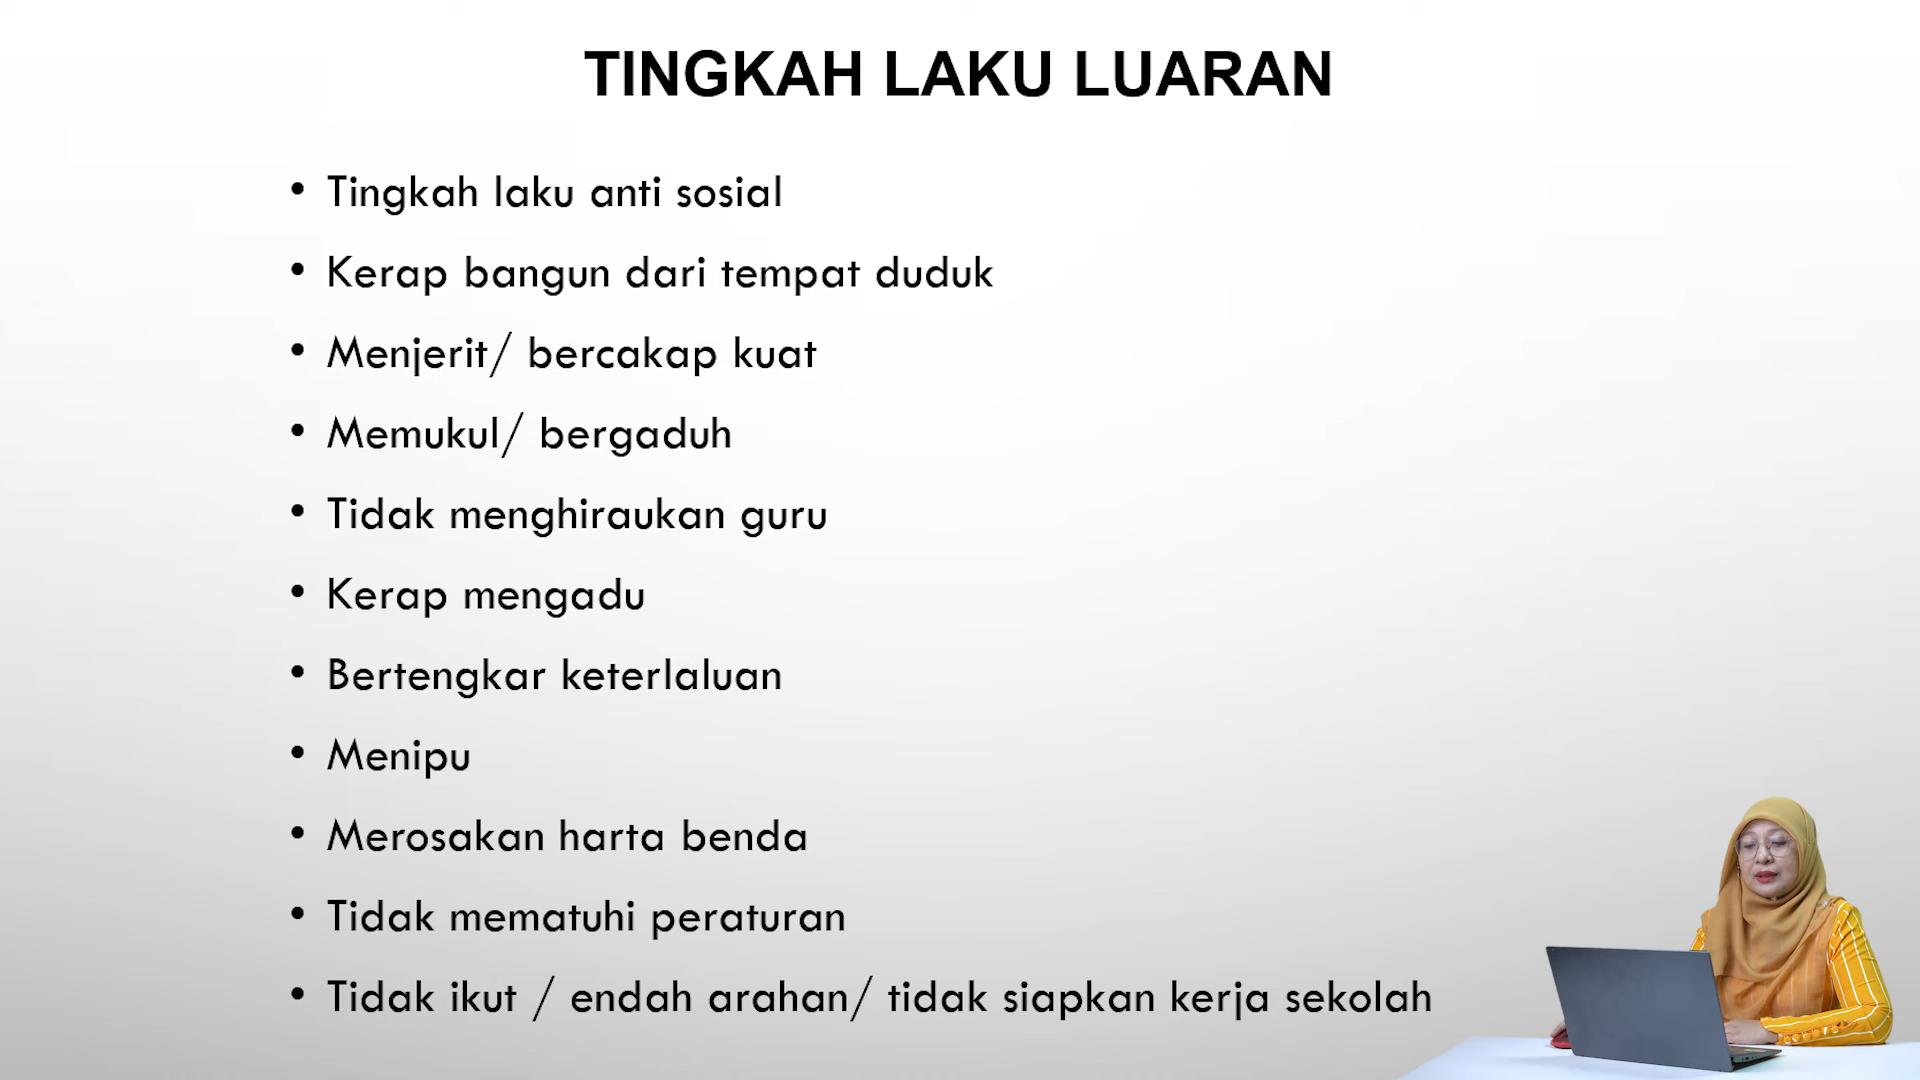 TINGKAH LAKU LUARAN
• Tingkah laku anti sosial
• Kerap bangun dari tempat duduk
• Menjerit/ bercakap kuat
• Memukul/ bergaduh
• Tidak menghiraukan guru
• Kerap mengadu
• Bertengkar keterlaluan
• Menipu
• Merosakan harta benda
• Tidak mematuhi peraturan
• Tidak ikut / endah arahan/ tidak siapkan kerja sekolah